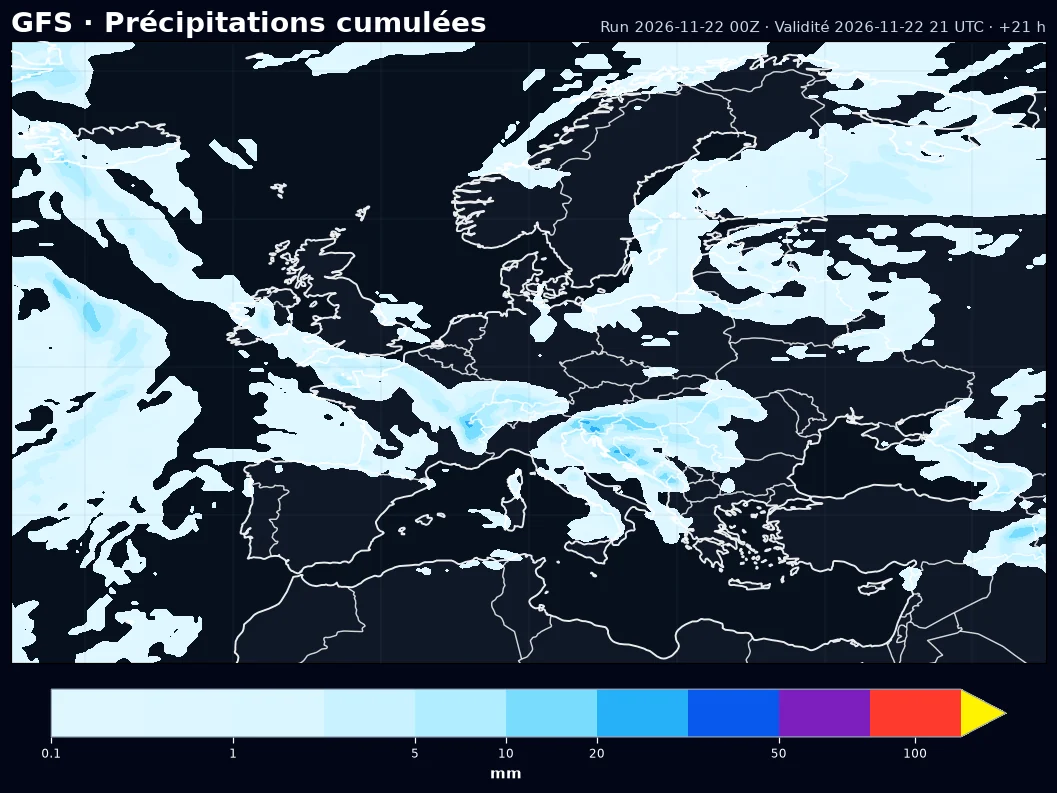 GFS · Précipitations cumulées
Run 2026-11-22 00Z · Validité 2026-11-22 21 UTC · +21 h
0.1 1 5 10 20 50 100
mm